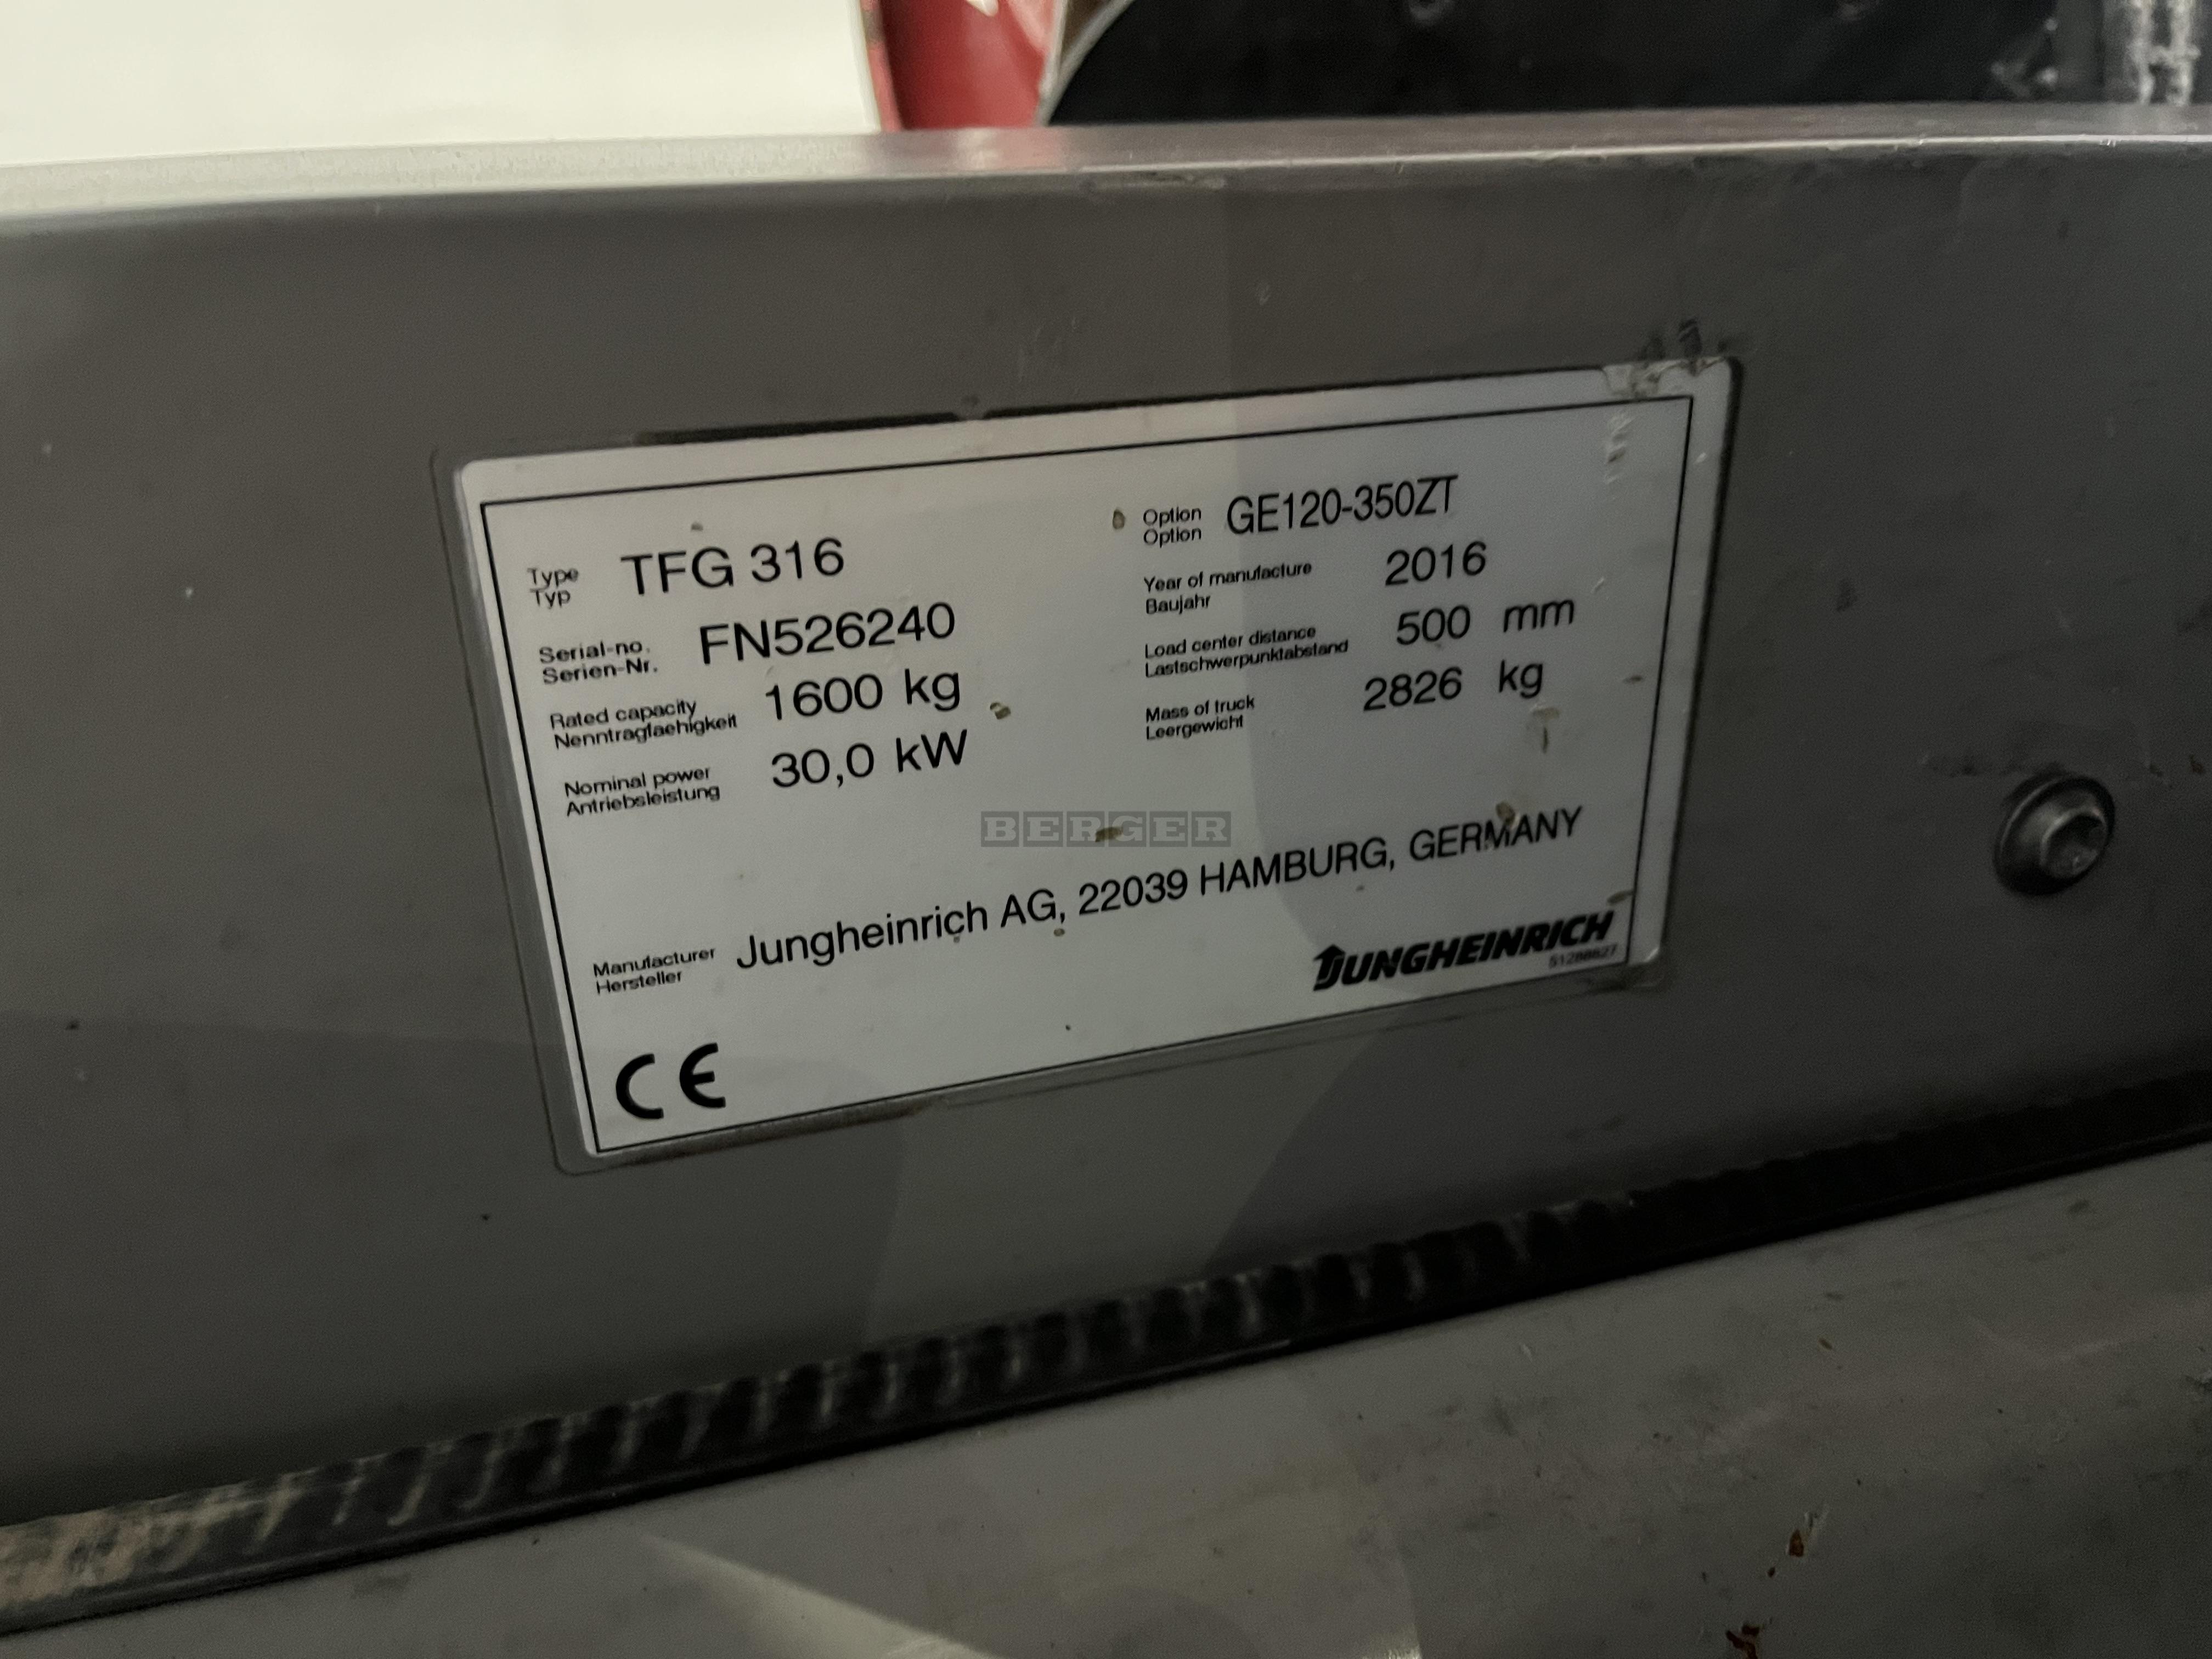 Type
Typ
TFG 316
Option
Option
GE120-350ZT
Serial-no.
Serien-Nr.
FN526240
Year of manufacture
Baujahr
2016
Rated capacity
Nenntragfaehigkeit
1600 kg
Load center distance
Lastschwerpunktabstand
500 mm
Nominal power
Antriebsleistung
30,0 kW
Mass of truck
Leergewicht
2826 kg
BERGER
Manufacturer
Hersteller
Jungheinrich AG, 22039 HAMBURG, GERMANY
JUNGHEINRICH
CE